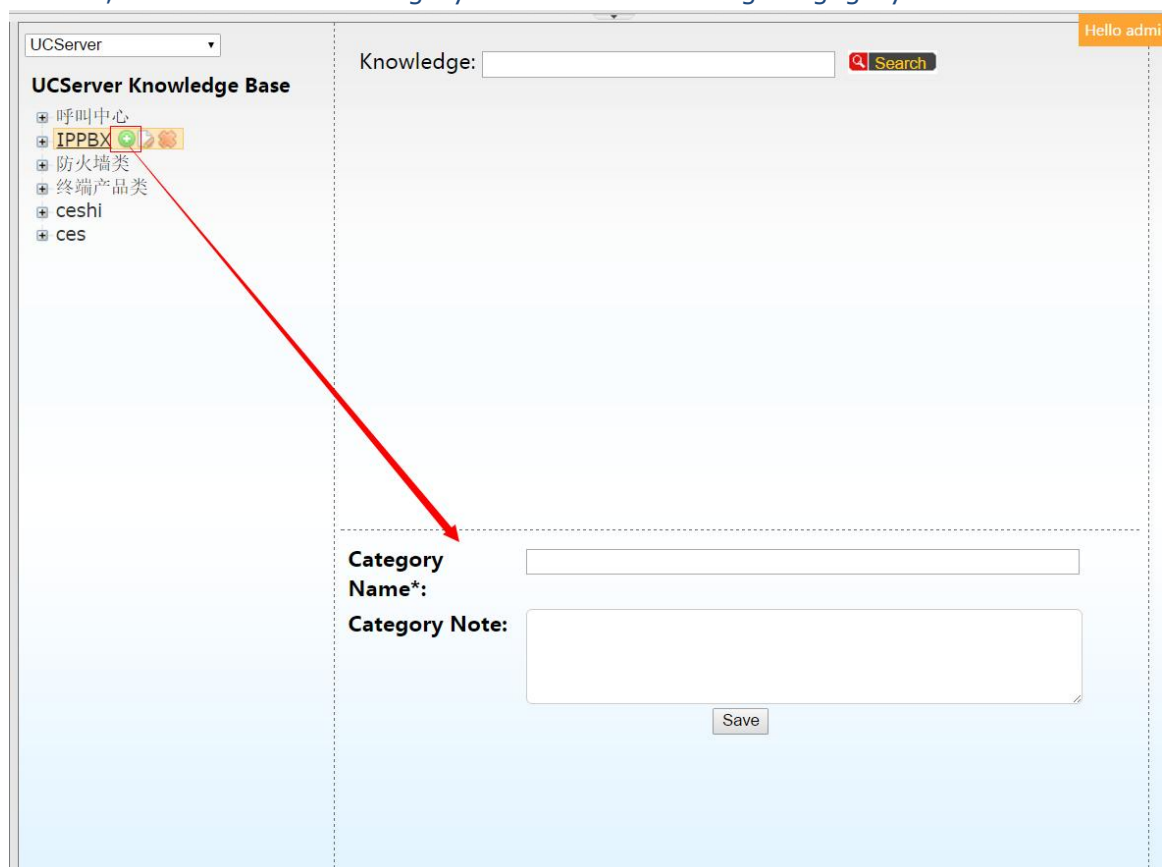 UCServer
Hello admi
Knowledge:
Search
UCServer Knowledge Base
呼叫中心
IPPBX
防火墙类
终端产品类
ceshi
ces
Category
Name*:
Category Note:
Save